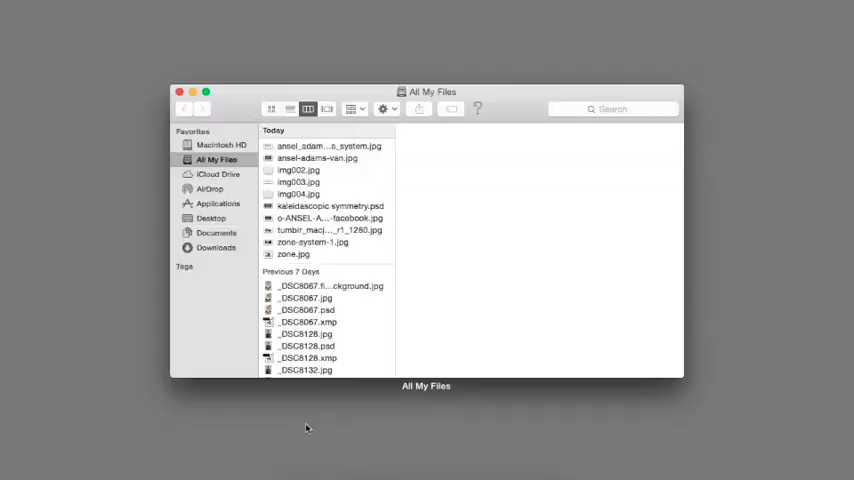 All My Files
Search
Favorites
Macintosh HD
All My Files
iCloud Drive
AirDrop
Applications
Desktop
Documents
Downloads
Tags
Today
ansel_adam...s_system.jpg
ansel-adams-van.jpg
img002.jpg
img003.jpg
img004.jpg
kaleidascopic symmetry.psd
o-ANSEL-A...-facebook.jpg
tumblr_macj..._r1_1280.jpg
zone-system-1.jpg
zone.jpg
Previous 7 Days
_DSC8067.fl...ckground.jpg
_DSC8067.jpg
_DSC8067.psd
_DSC8067.xmp
_DSC8128.jpg
_DSC8128.psd
_DSC8128.xmp
_DSC8132.jpg
All My Files